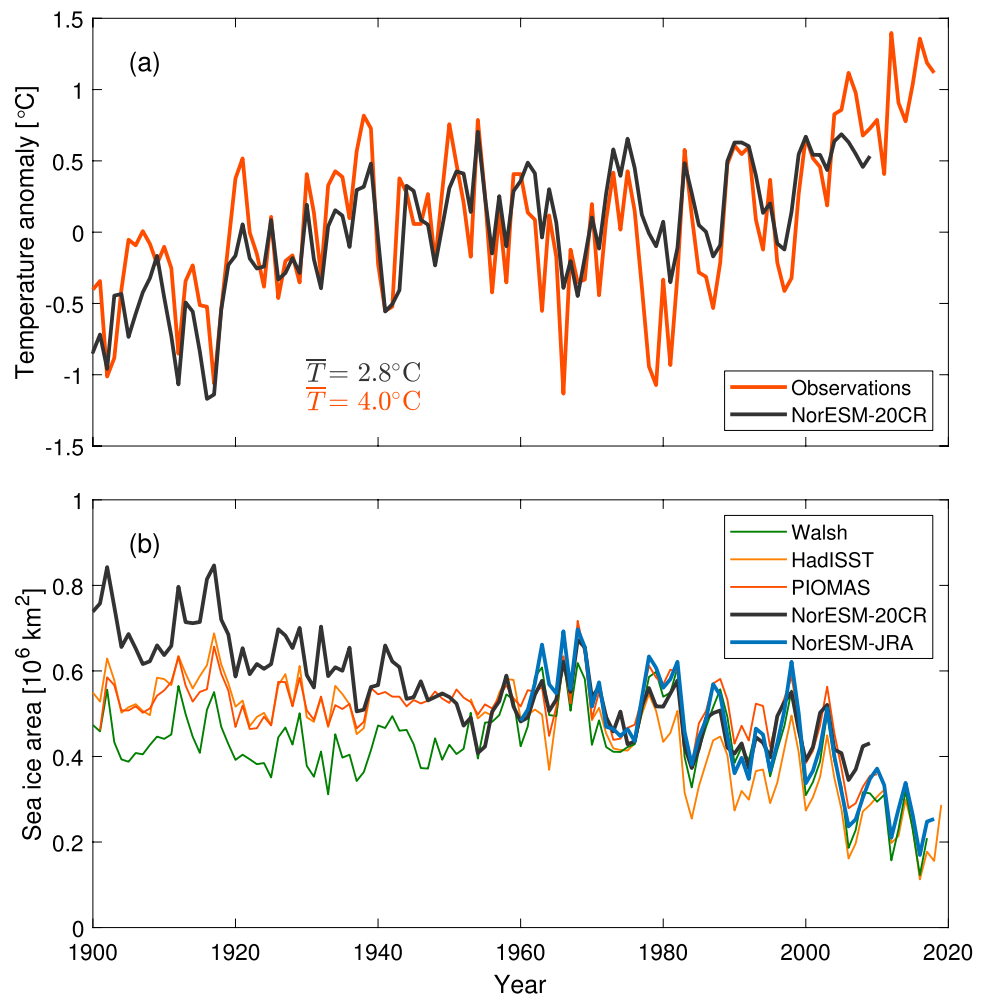 1.5
1
0.5
0
-0.5
-1
-1.5
Temperature anomaly [°C]
(a)
T̅ = 2.8°C
T̅ = 4.0°C
Observations
NorESM-20CR
1
0.8
0.6
0.4
0.2
0
Sea ice area [10⁶ km²]
(b)
Walsh
HadISST
PIOMAS
NorESM-20CR
NorESM-JRA
1900 1920 1940 1960 1980 2000 2020
Year